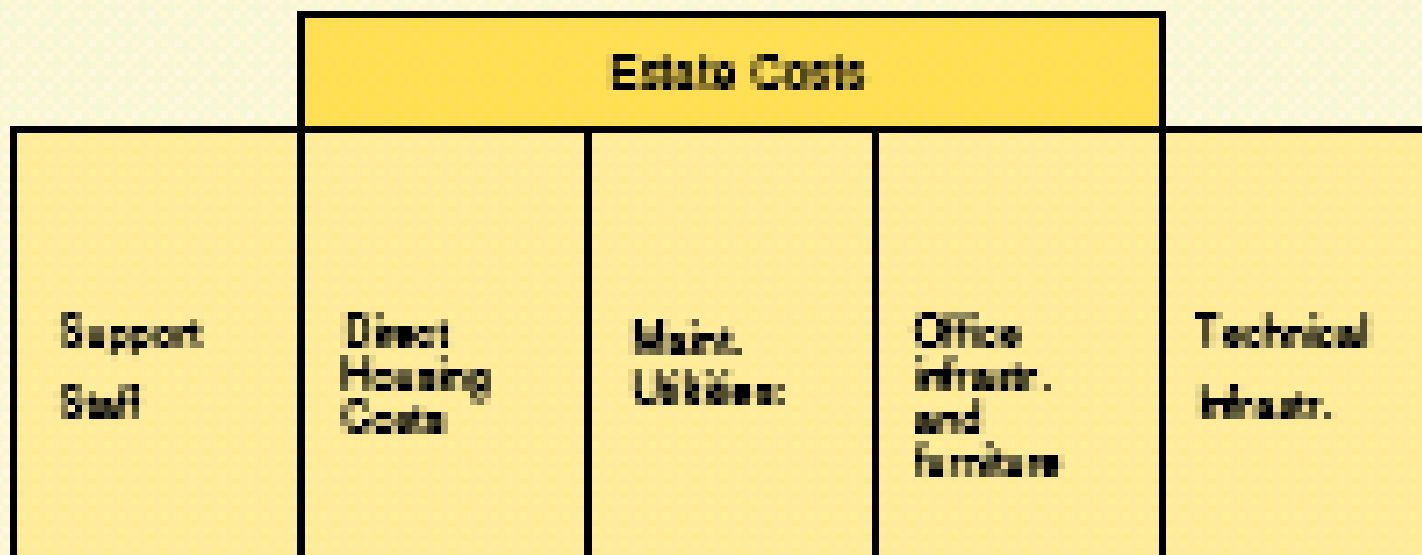 Estate Costs
Support
Staff
Direct
Housing
Costs
Maint.
Utilities:
Office
infrastr.
and
furniture
Technical
Infrastr.